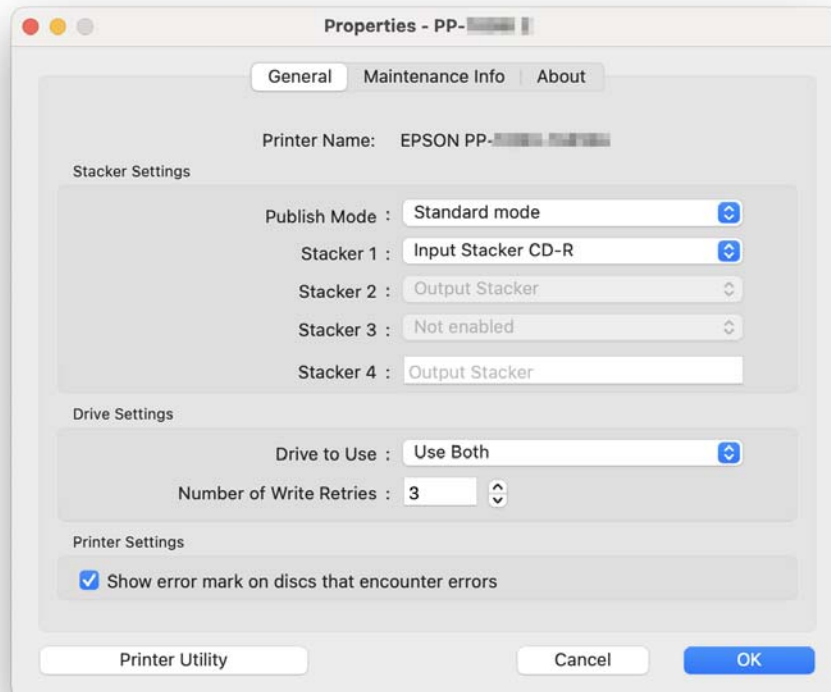 Properties - PP-
General Maintenance Info About
Printer Name: EPSON PP-
Stacker Settings
Publish Mode : Standard mode
Stacker 1 : Input Stacker CD-R
Stacker 2 : Output Stacker
Stacker 3 : Not enabled
Stacker 4 : Output Stacker
Drive Settings
Drive to Use : Use Both
Number of Write Retries : 3
Printer Settings
Show error mark on discs that encounter errors
Printer Utility Cancel OK